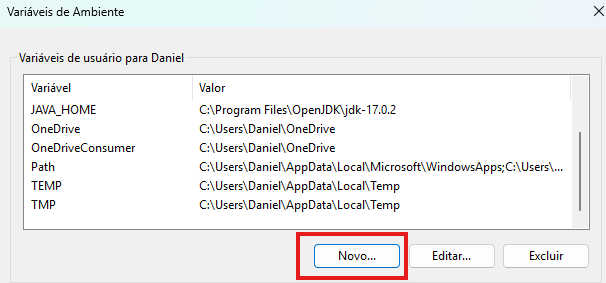 Variáveis de Ambiente
Variáveis de usuário para Daniel
Variável Valor
JAVA_HOME C:\Program Files\OpenJDK\jdk-17.0.2
OneDrive C:\Users\Daniel\OneDrive
OneDriveConsumer C:\Users\Daniel\OneDrive
Path C:\Users\Daniel\AppData\Local\Microsoft\WindowsApps;C:\Users\...
TEMP C:\Users\Daniel\AppData\Local\Temp
TMP C:\Users\Daniel\AppData\Local\Temp
Novo... Editar... Excluir